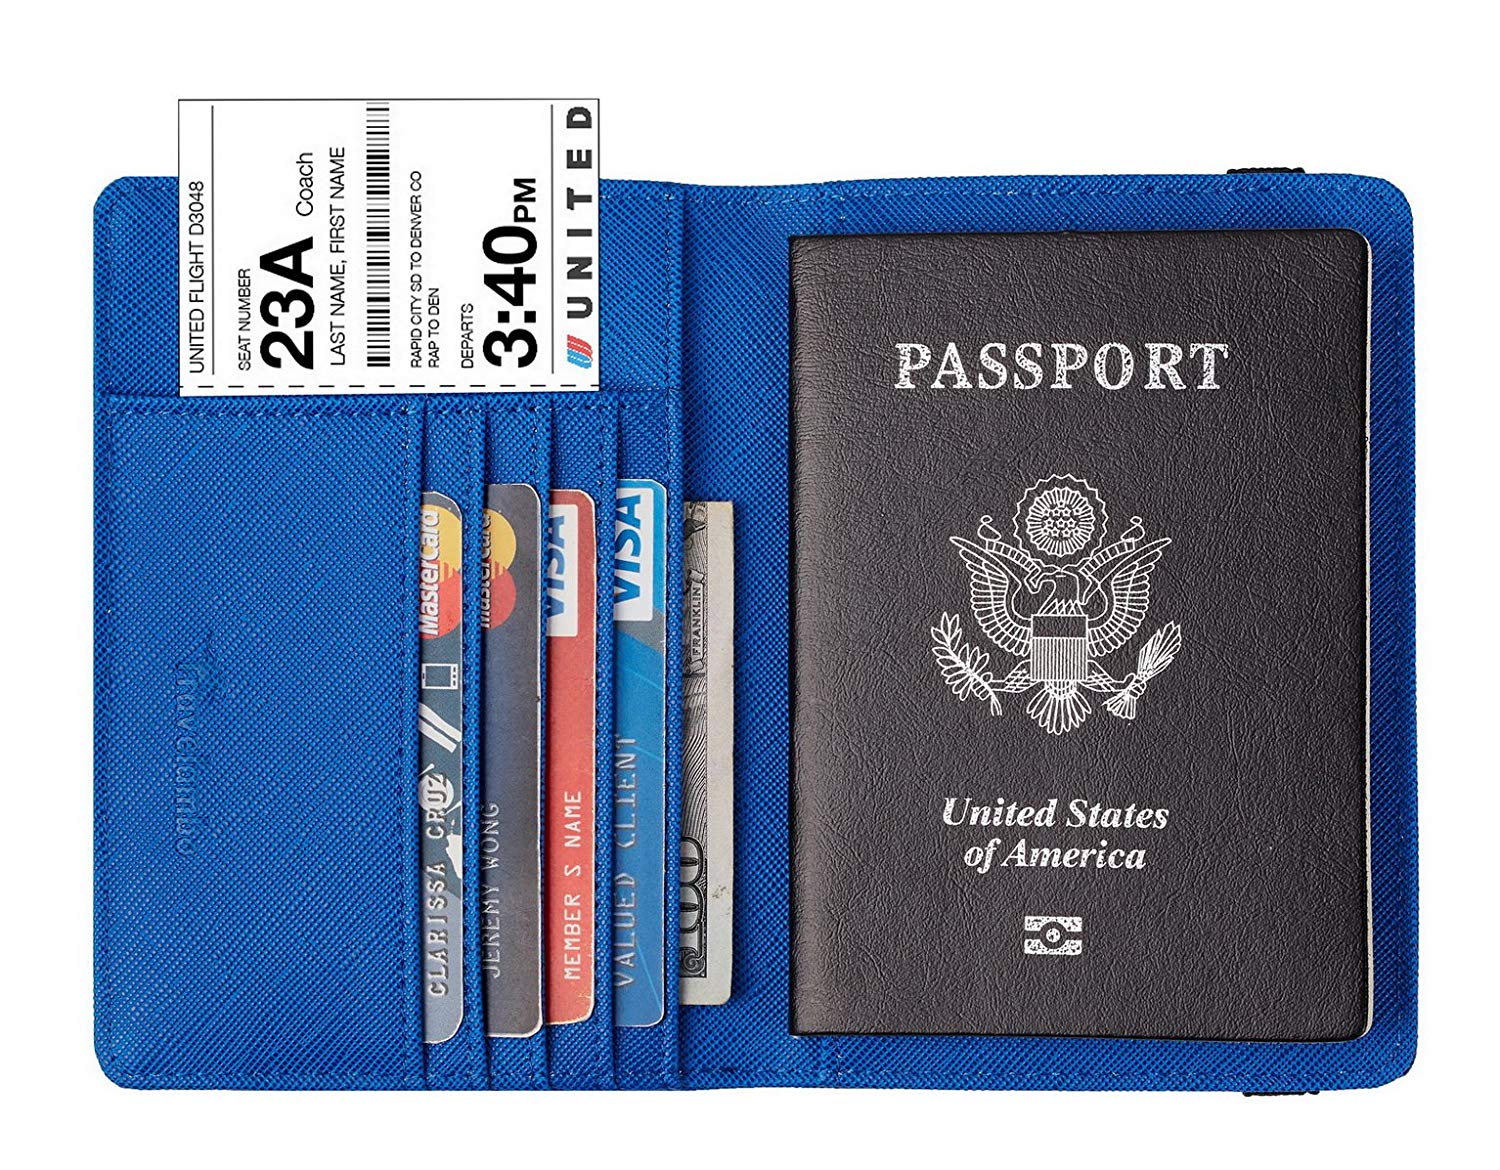 UNITED FLIGHT D3048
SEAT NUMBER
23A Coach
LAST NAME, FIRST NAME
RAPID CITY SD TO DENVER CO
RAP TO DEN
DEPARTS
3:40PM
UNITED
travelambo
MasterCard
CLARISSA CRUZ
MasterCard
JEREMY WONG
VISA
MEMBER S NAME
VISA
VALUED CLIENT
FRANKLIN
100
PASSPORT
United States
of America